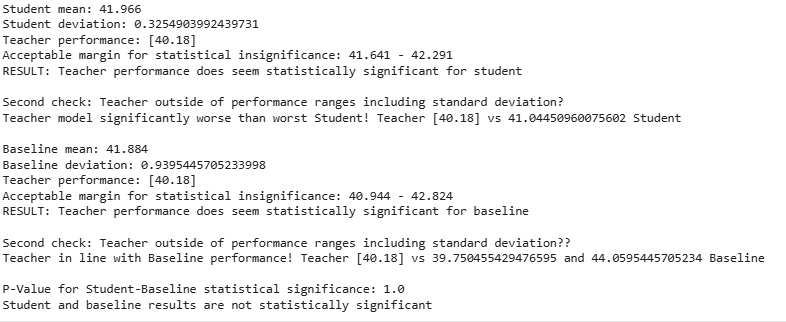 Student mean: 41.966
Student deviation: 0.3254903992439731
Teacher performance: [40.18]
Acceptable margin for statistical insignificance: 41.641 - 42.291
RESULT: Teacher performance does seem statistically significant for student
Second check: Teacher outside of performance ranges including standard deviation?
Teacher model significantly worse than worst Student! Teacher [40.18] vs 41.04450960075602 Student
Baseline mean: 41.884
Baseline deviation: 0.9395445705233998
Teacher performance: [40.18]
Acceptable margin for statistical insignificance: 40.944 - 42.824
RESULT: Teacher performance does seem statistically significant for baseline
Second check: Teacher outside of performance ranges including standard deviation??
Teacher in line with Baseline performance! Teacher [40.18] vs 39.750455429476595 and 44.0595445705234 Baseline
P-Value for Student-Baseline statistical significance: 1.0
Student and baseline results are not statistically significant